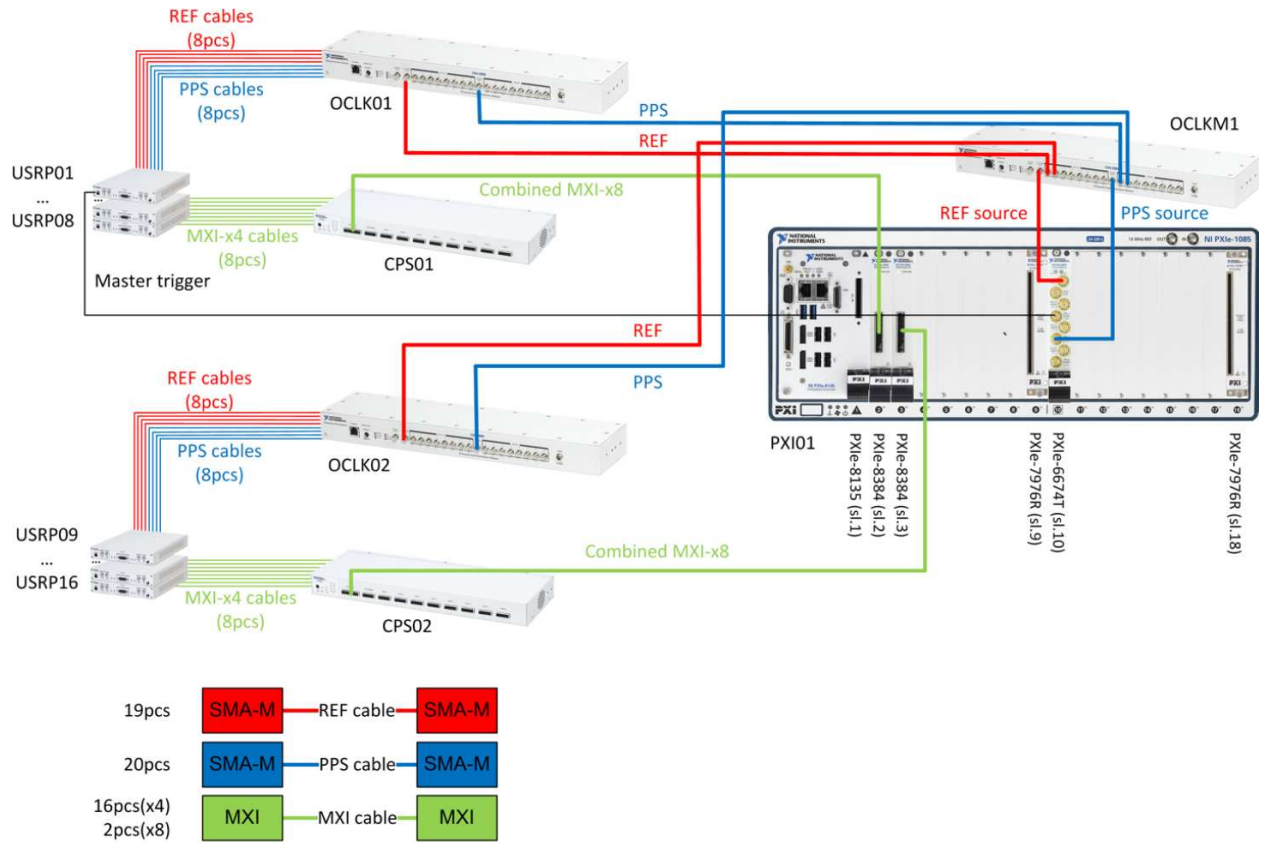 REF cables
(8pcs)
PPS cables
(8pcs)
OCLK01
USRP01
...
USRP08
MXI-x4 cables
(8pcs)
CPS01
Combined MXI-x8
Master trigger
PPS
REF
OCLKM1
REF source
PPS source
NATIONAL INSTRUMENTS
NI PXIe-1085
REF
PPS
REF cables
(8pcs)
PPS cables
(8pcs)
OCLK02
USRP09
...
USRP16
MXI-x4 cables
(8pcs)
CPS02
Combined MXI-x8
PXI01
PXIe-8135 (sl.1)
PXIe-8384 (sl.2)
PXIe-8384 (sl.3)
PXIe-7976R (sl.9)
PXIe-6674T (sl.10)
PXIe-7976R (sl.18)
19pcs SMA-M REF cable SMA-M
20pcs SMA-M PPS cable SMA-M
16pcs(x4)
2pcs(x8)
MXI MXI cable MXI